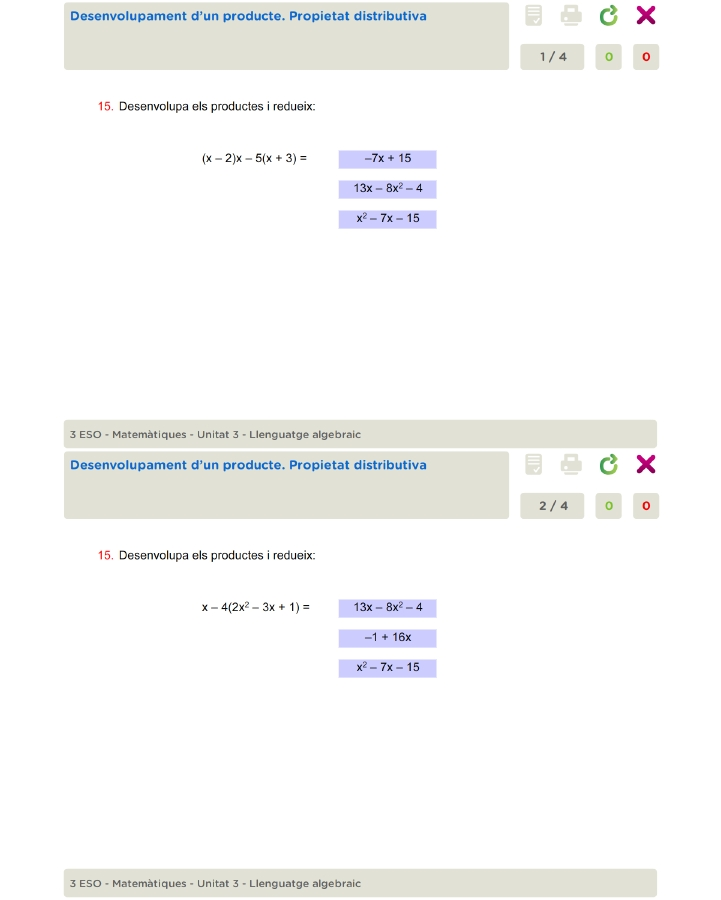 Desenvolupament d'un producte. Propietat distributiva
1 / 4 0 0
15. Desenvolupa els productes i redueix:
(x – 2)x – 5(x + 3) = –7x + 15
13x – 8x² – 4
x² – 7x – 15
3 ESO - Matemàtiques - Unitat 3 - Llenguatge algebraic
Desenvolupament d'un producte. Propietat distributiva
2 / 4 0 0
15. Desenvolupa els productes i redueix:
x – 4(2x² – 3x + 1) = 13x – 8x² – 4
–1 + 16x
x² – 7x – 15
3 ESO - Matemàtiques - Unitat 3 - Llenguatge algebraic